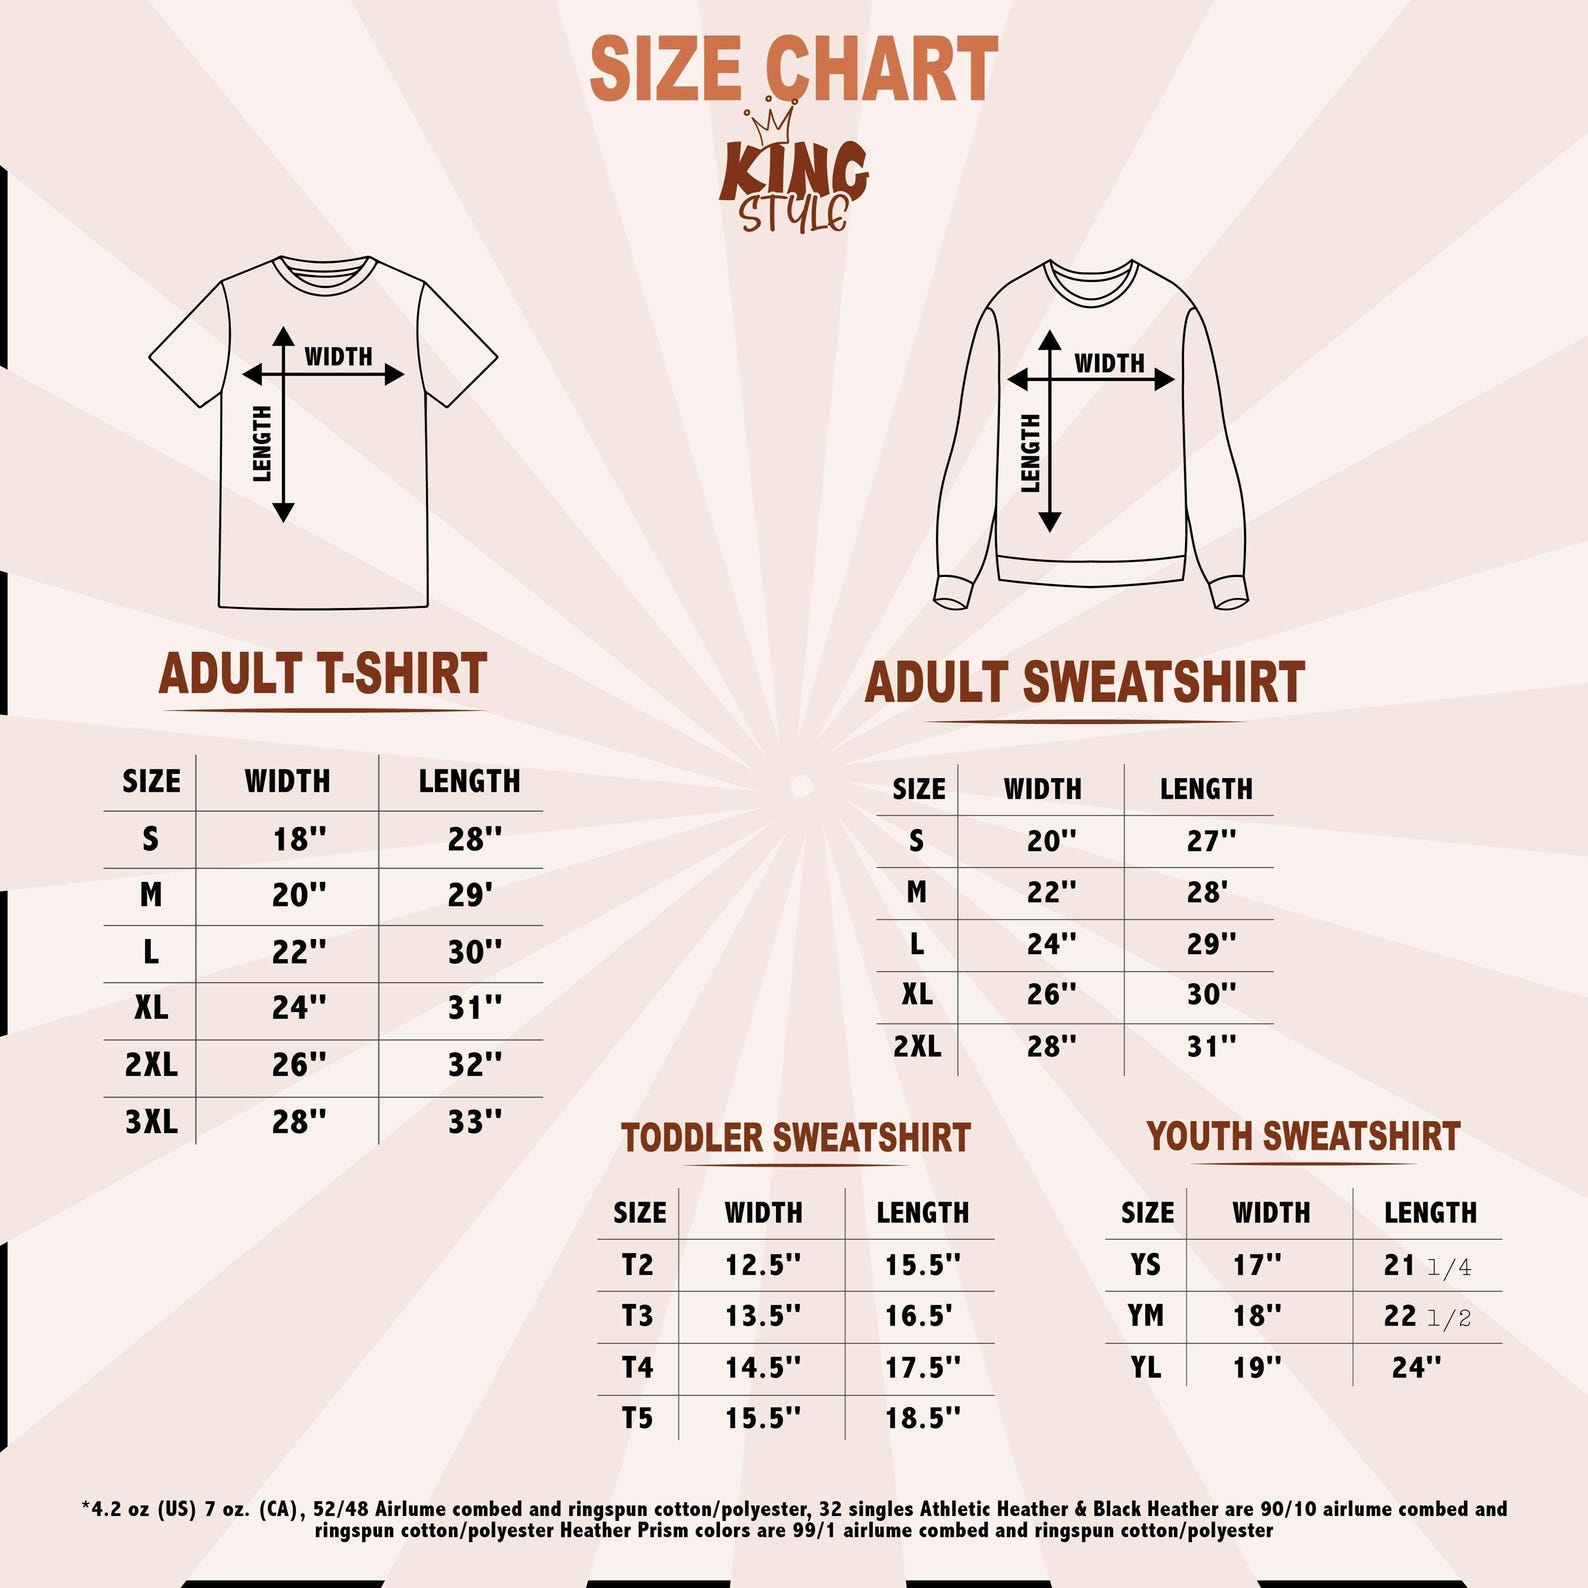 SIZE CHART
KING
STYLE
WIDTH
LENGTH
WIDTH
LENGTH
ADULT T-SHIRT
SIZE WIDTH LENGTH
S 18'' 28''
M 20'' 29'
L 22'' 30''
XL 24'' 31''
2XL 26'' 32''
3XL 28'' 33''
ADULT SWEATSHIRT
SIZE WIDTH LENGTH
S 20'' 27''
M 22'' 28'
L 24'' 29''
XL 26'' 30''
2XL 28'' 31''
TODDLER SWEATSHIRT
SIZE WIDTH LENGTH
T2 12.5'' 15.5''
T3 13.5'' 16.5'
T4 14.5'' 17.5''
T5 15.5'' 18.5''
YOUTH SWEATSHIRT
SIZE WIDTH LENGTH
YS 17'' 21 1/4
YM 18'' 22 1/2
YL 19'' 24''
*4.2 oz (US) 7 oz. (CA), 52/48 Airlume combed and ringspun cotton/polyester, 32 singles Athletic Heather & Black Heather are 90/10 airlume combed and
ringspun cotton/polyester Heather Prism colors are 99/1 airlume combed and ringspun cotton/polyester